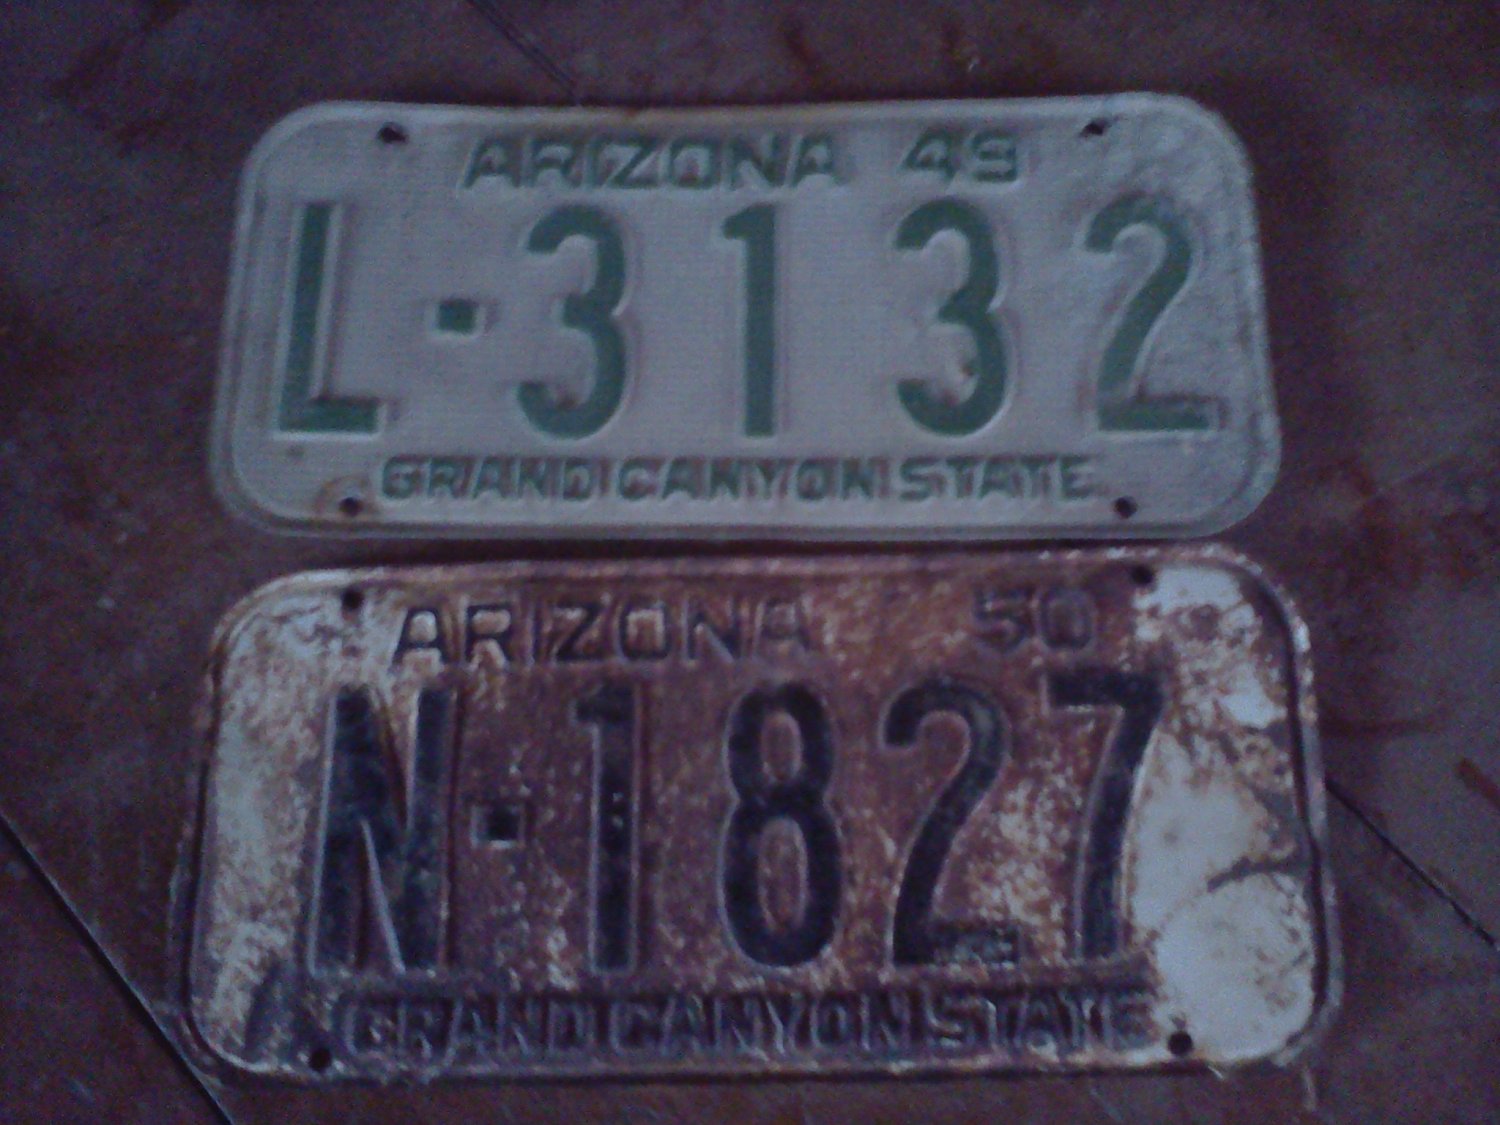 ARIZONA 49
L-3132
GRAND CANYON STATE
ARIZONA 50
N-1827
GRAND CANYON STATE